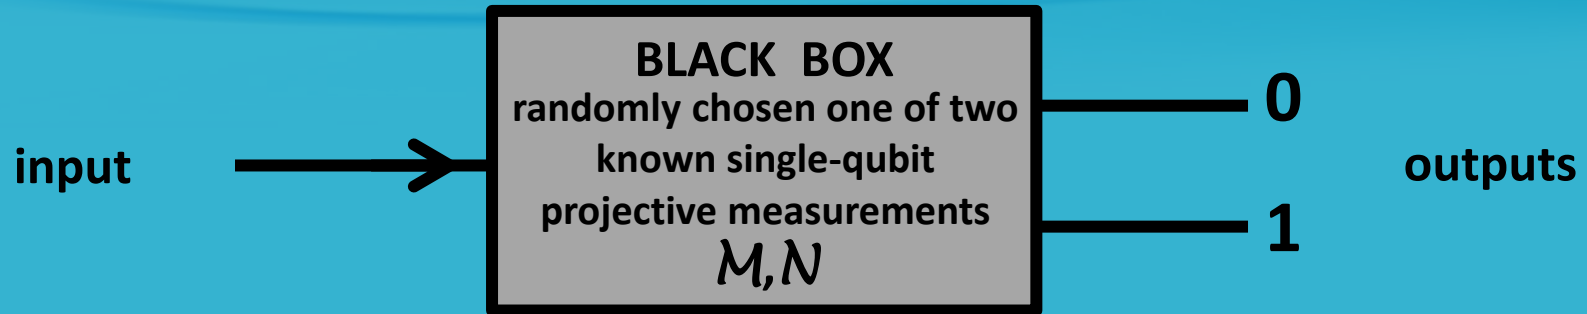 input
BLACK BOX
randomly chosen one of two
known single-qubit
projective measurements
M,N
0
1
outputs